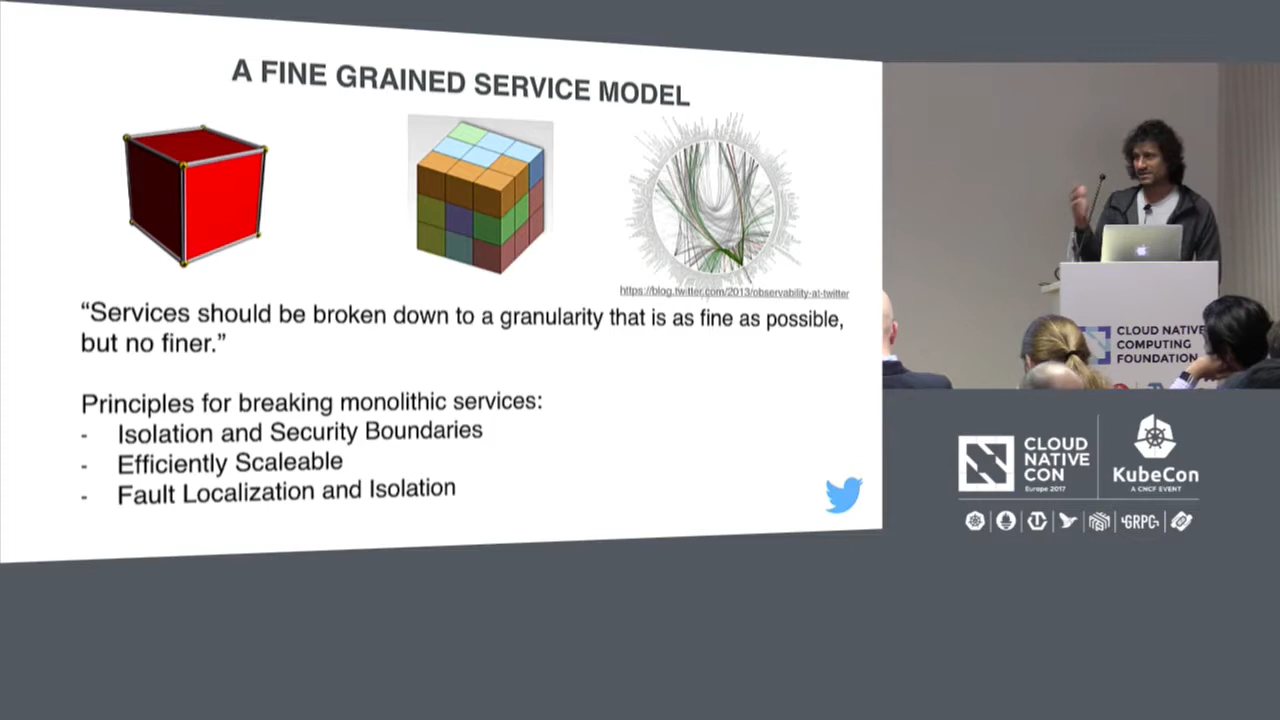 A FINE GRAINED SERVICE MODEL
https://blog.twitter.com/2013/observability-at-twitter
“Services should be broken down to a granularity that is as fine as possible,
but no finer.”
Principles for breaking monolithic services:
- Isolation and Security Boundaries
- Efficiently Scaleable
- Fault Localization and Isolation
CLOUD NATIVE
COMPUTING
FOUNDATION
CLOUD
NATIVE
CON
Europe 2017
KubeCon
A CNCF EVENT
GRPC